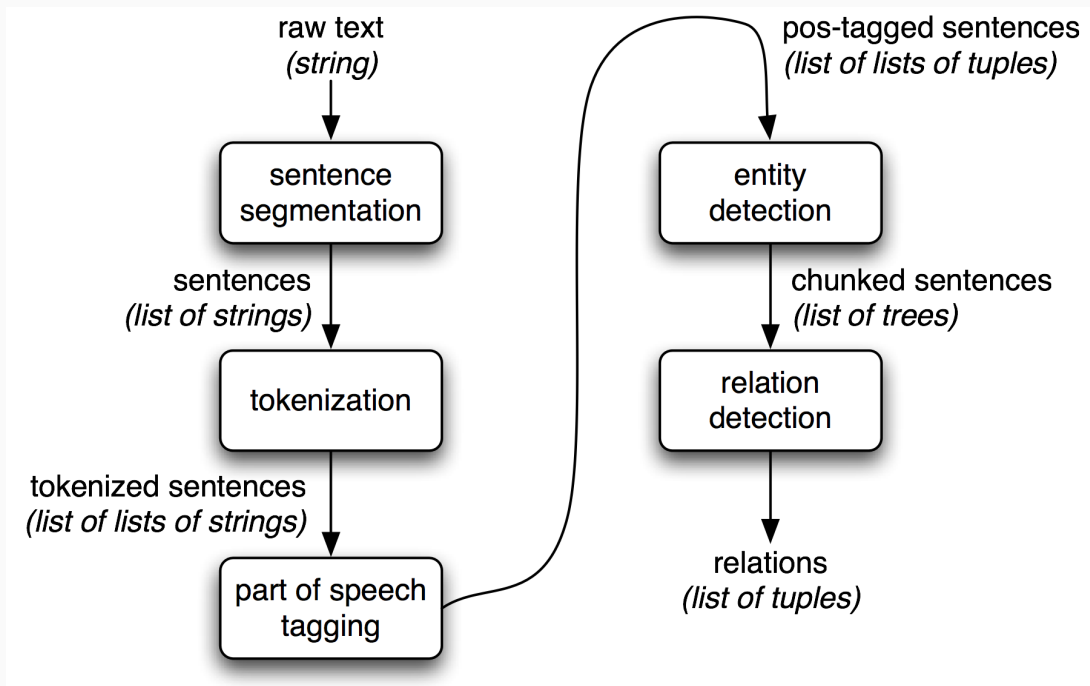 raw text
(string)
sentence
segmentation
sentences
(list of strings)
tokenization
tokenized sentences
(list of lists of strings)
part of speech
tagging
pos-tagged sentences
(list of lists of tuples)
entity
detection
chunked sentences
(list of trees)
relation
detection
relations
(list of tuples)